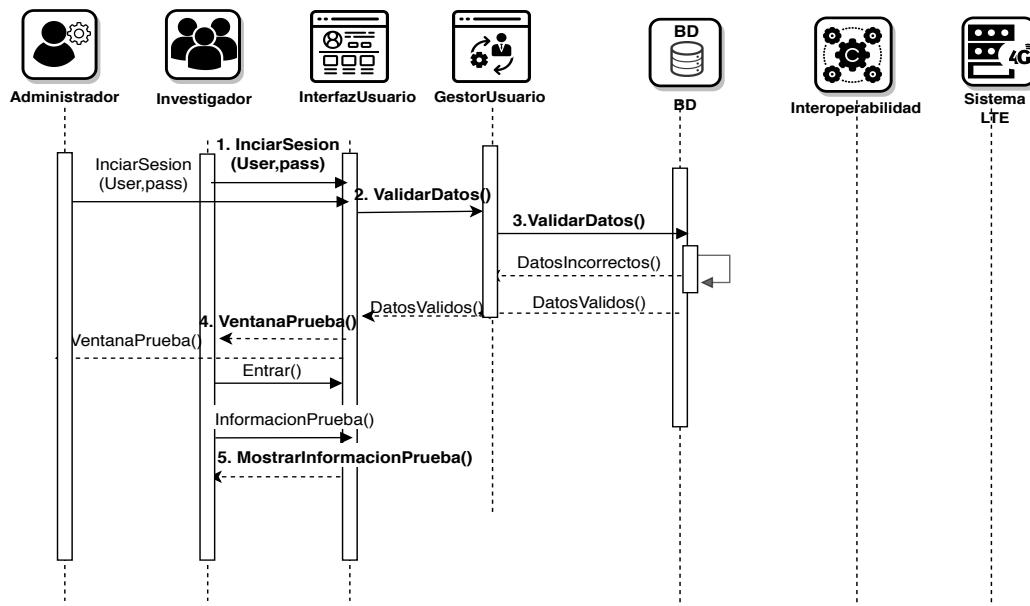 BD
4G
Administrador
Investigador
InterfazUsuario
GestorUsuario
BD
Interoperabilidad
Sistema
LTE
1. InciarSesion
(User,pass)
InciarSesion
(User,pass)
2. ValidarDatos()
3.ValidarDatos()
DatosIncorrectos()
DatosValidos()
DatosValidos()
4. VentanaPrueba()
VentanaPrueba()
Entrar()
InformacionPrueba()
5. MostrarInformacionPrueba()